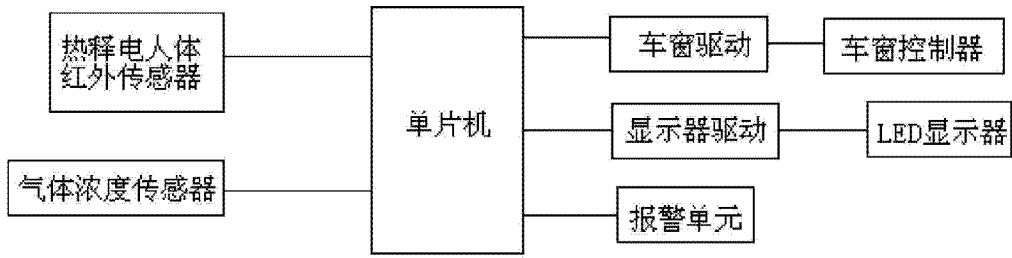 热释电人体
红外传感器
气体浓度传感器
单片机
车窗驱动
车窗控制器
显示器驱动
LED显示器
报警单元